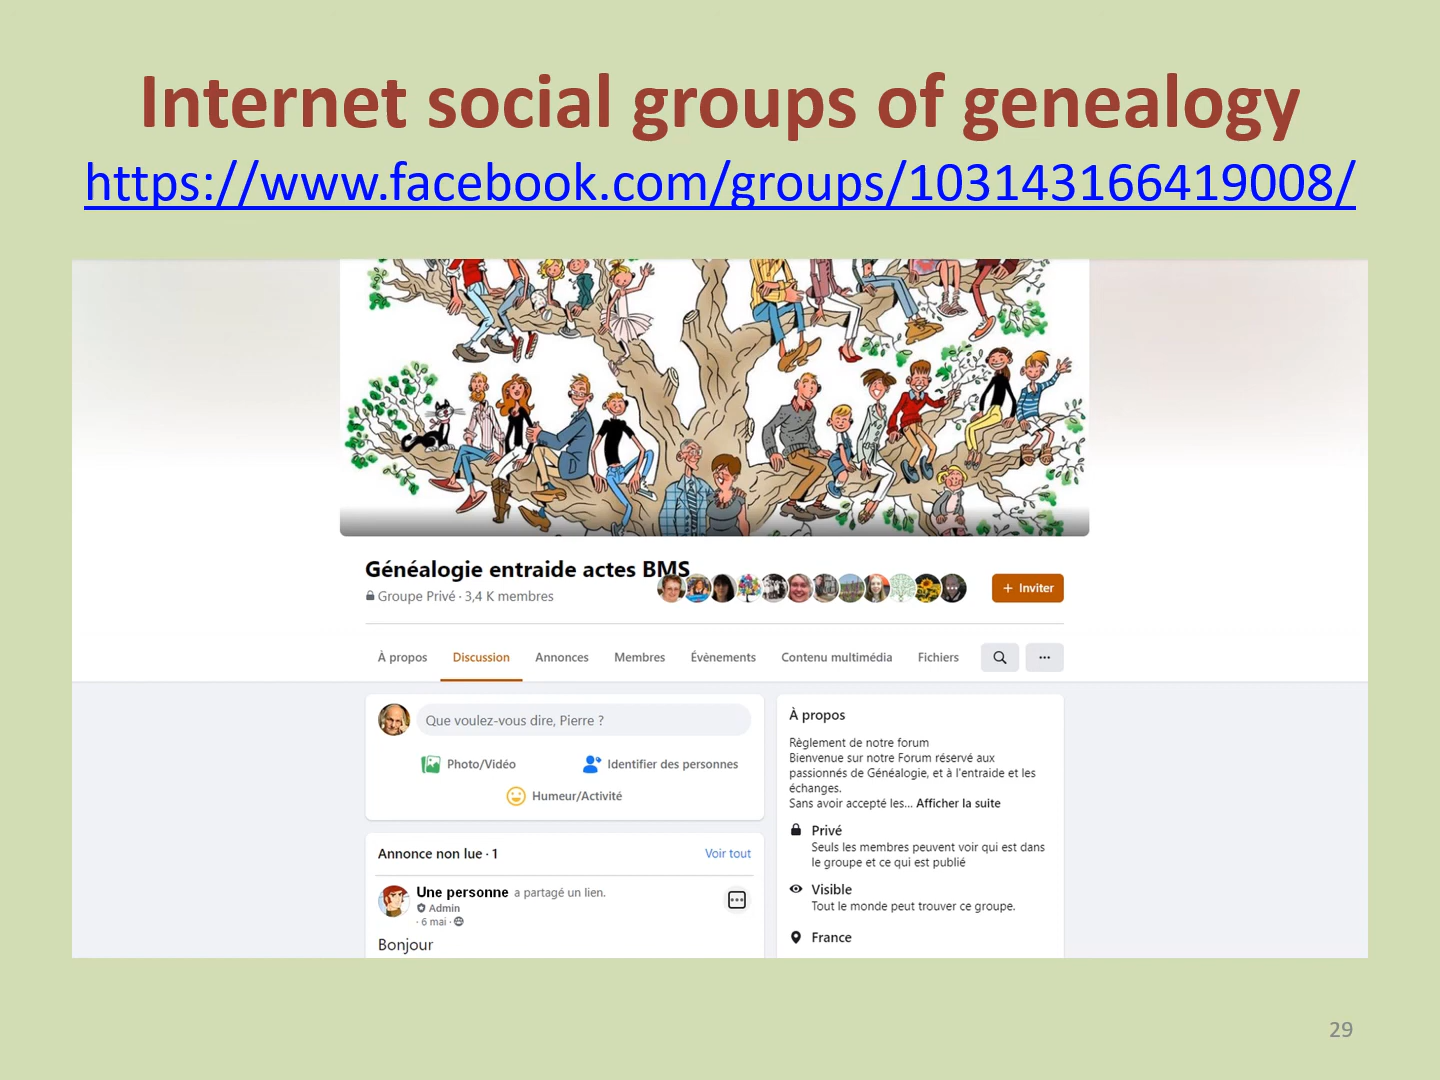 Internet social groups of genealogy
https://www.facebook.com/groups/103143166419008/
Généalogie entraide actes BMS
Groupe Privé · 3,4 K membres
+ Inviter
À propos Discussion Annonces Membres Évènements Contenu multimédia Fichiers
Que voulez-vous dire, Pierre ?
Photo/Vidéo Identifier des personnes
Humeur/Activité
Annonce non lue · 1 Voir tout
Une personne a partagé un lien.
Admin
· 6 mai ·
Bonjour
À propos
Règlement de notre forum
Bienvenue sur notre Forum réservé aux
passionnés de Généalogie, et à l'entraide et les
échanges.
Sans avoir accepté les... Afficher la suite
Privé
Seuls les membres peuvent voir qui est dans
le groupe et ce qui est publié
Visible
Tout le monde peut trouver ce groupe.
France
29